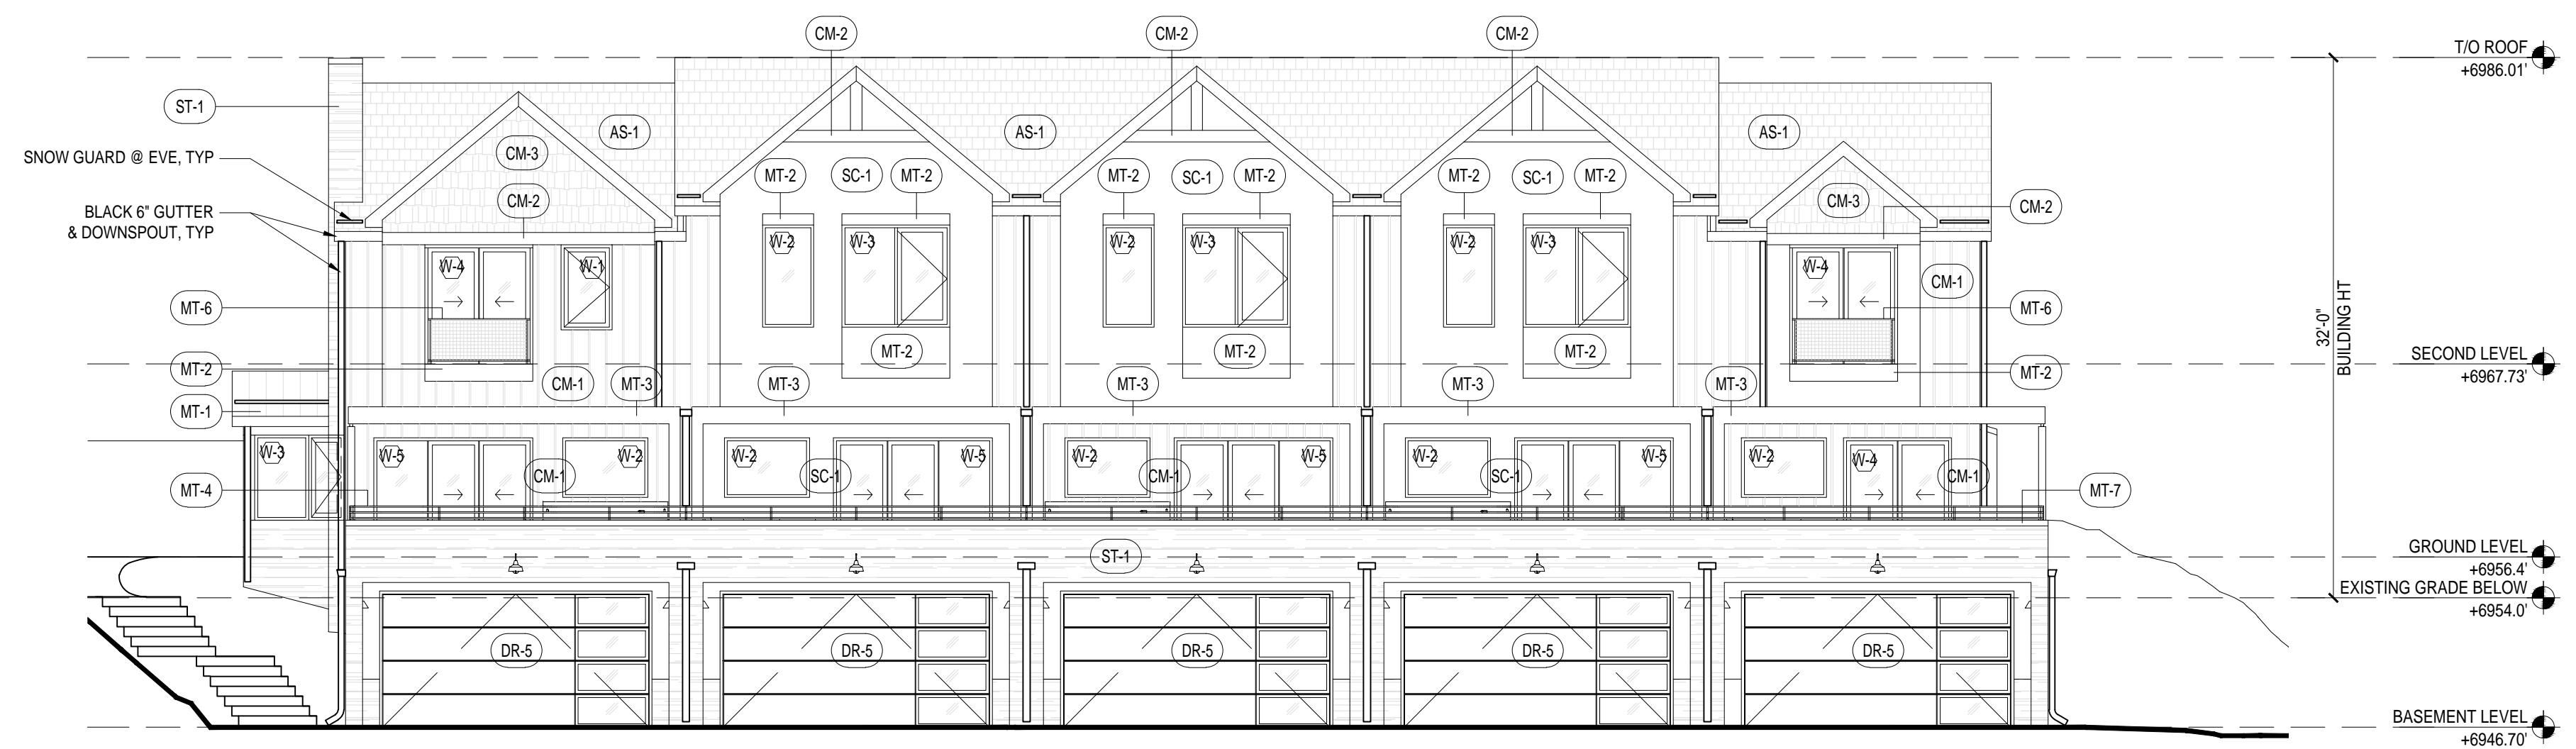 CM-2
CM-2
CM-2
T/O ROOF
+6986.01'
ST-1
AS-1
AS-1
AS-1
SNOW GUARD @ EVE, TYP
CM-3
MT-2
SC-1
MT-2
MT-2
SC-1
MT-2
MT-2
SC-1
MT-2
CM-3
CM-2
CM-2
BLACK 6" GUTTER
& DOWNSPOUT, TYP
W-4
W-1
W-2
W-3
W-2
W-3
W-2
W-3
W-4
CM-1
MT-6
MT-6
32'-0"
BUILDING HT
MT-2
MT-2
MT-2
SECOND LEVEL
+6967.73'
MT-2
CM-1
MT-3
MT-3
MT-3
MT-3
MT-3
MT-2
MT-1
W-3
W-5
W-2
W-2
W-5
W-2
W-5
W-2
W-5
W-2
W-4
CM-1
SC-1
CM-1
SC-1
CM-1
MT-4
MT-7
ST-1
GROUND LEVEL
+6956.4'
EXISTING GRADE BELOW
+6954.0'
DR-5
DR-5
DR-5
DR-5
DR-5
BASEMENT LEVEL
+6946.70'